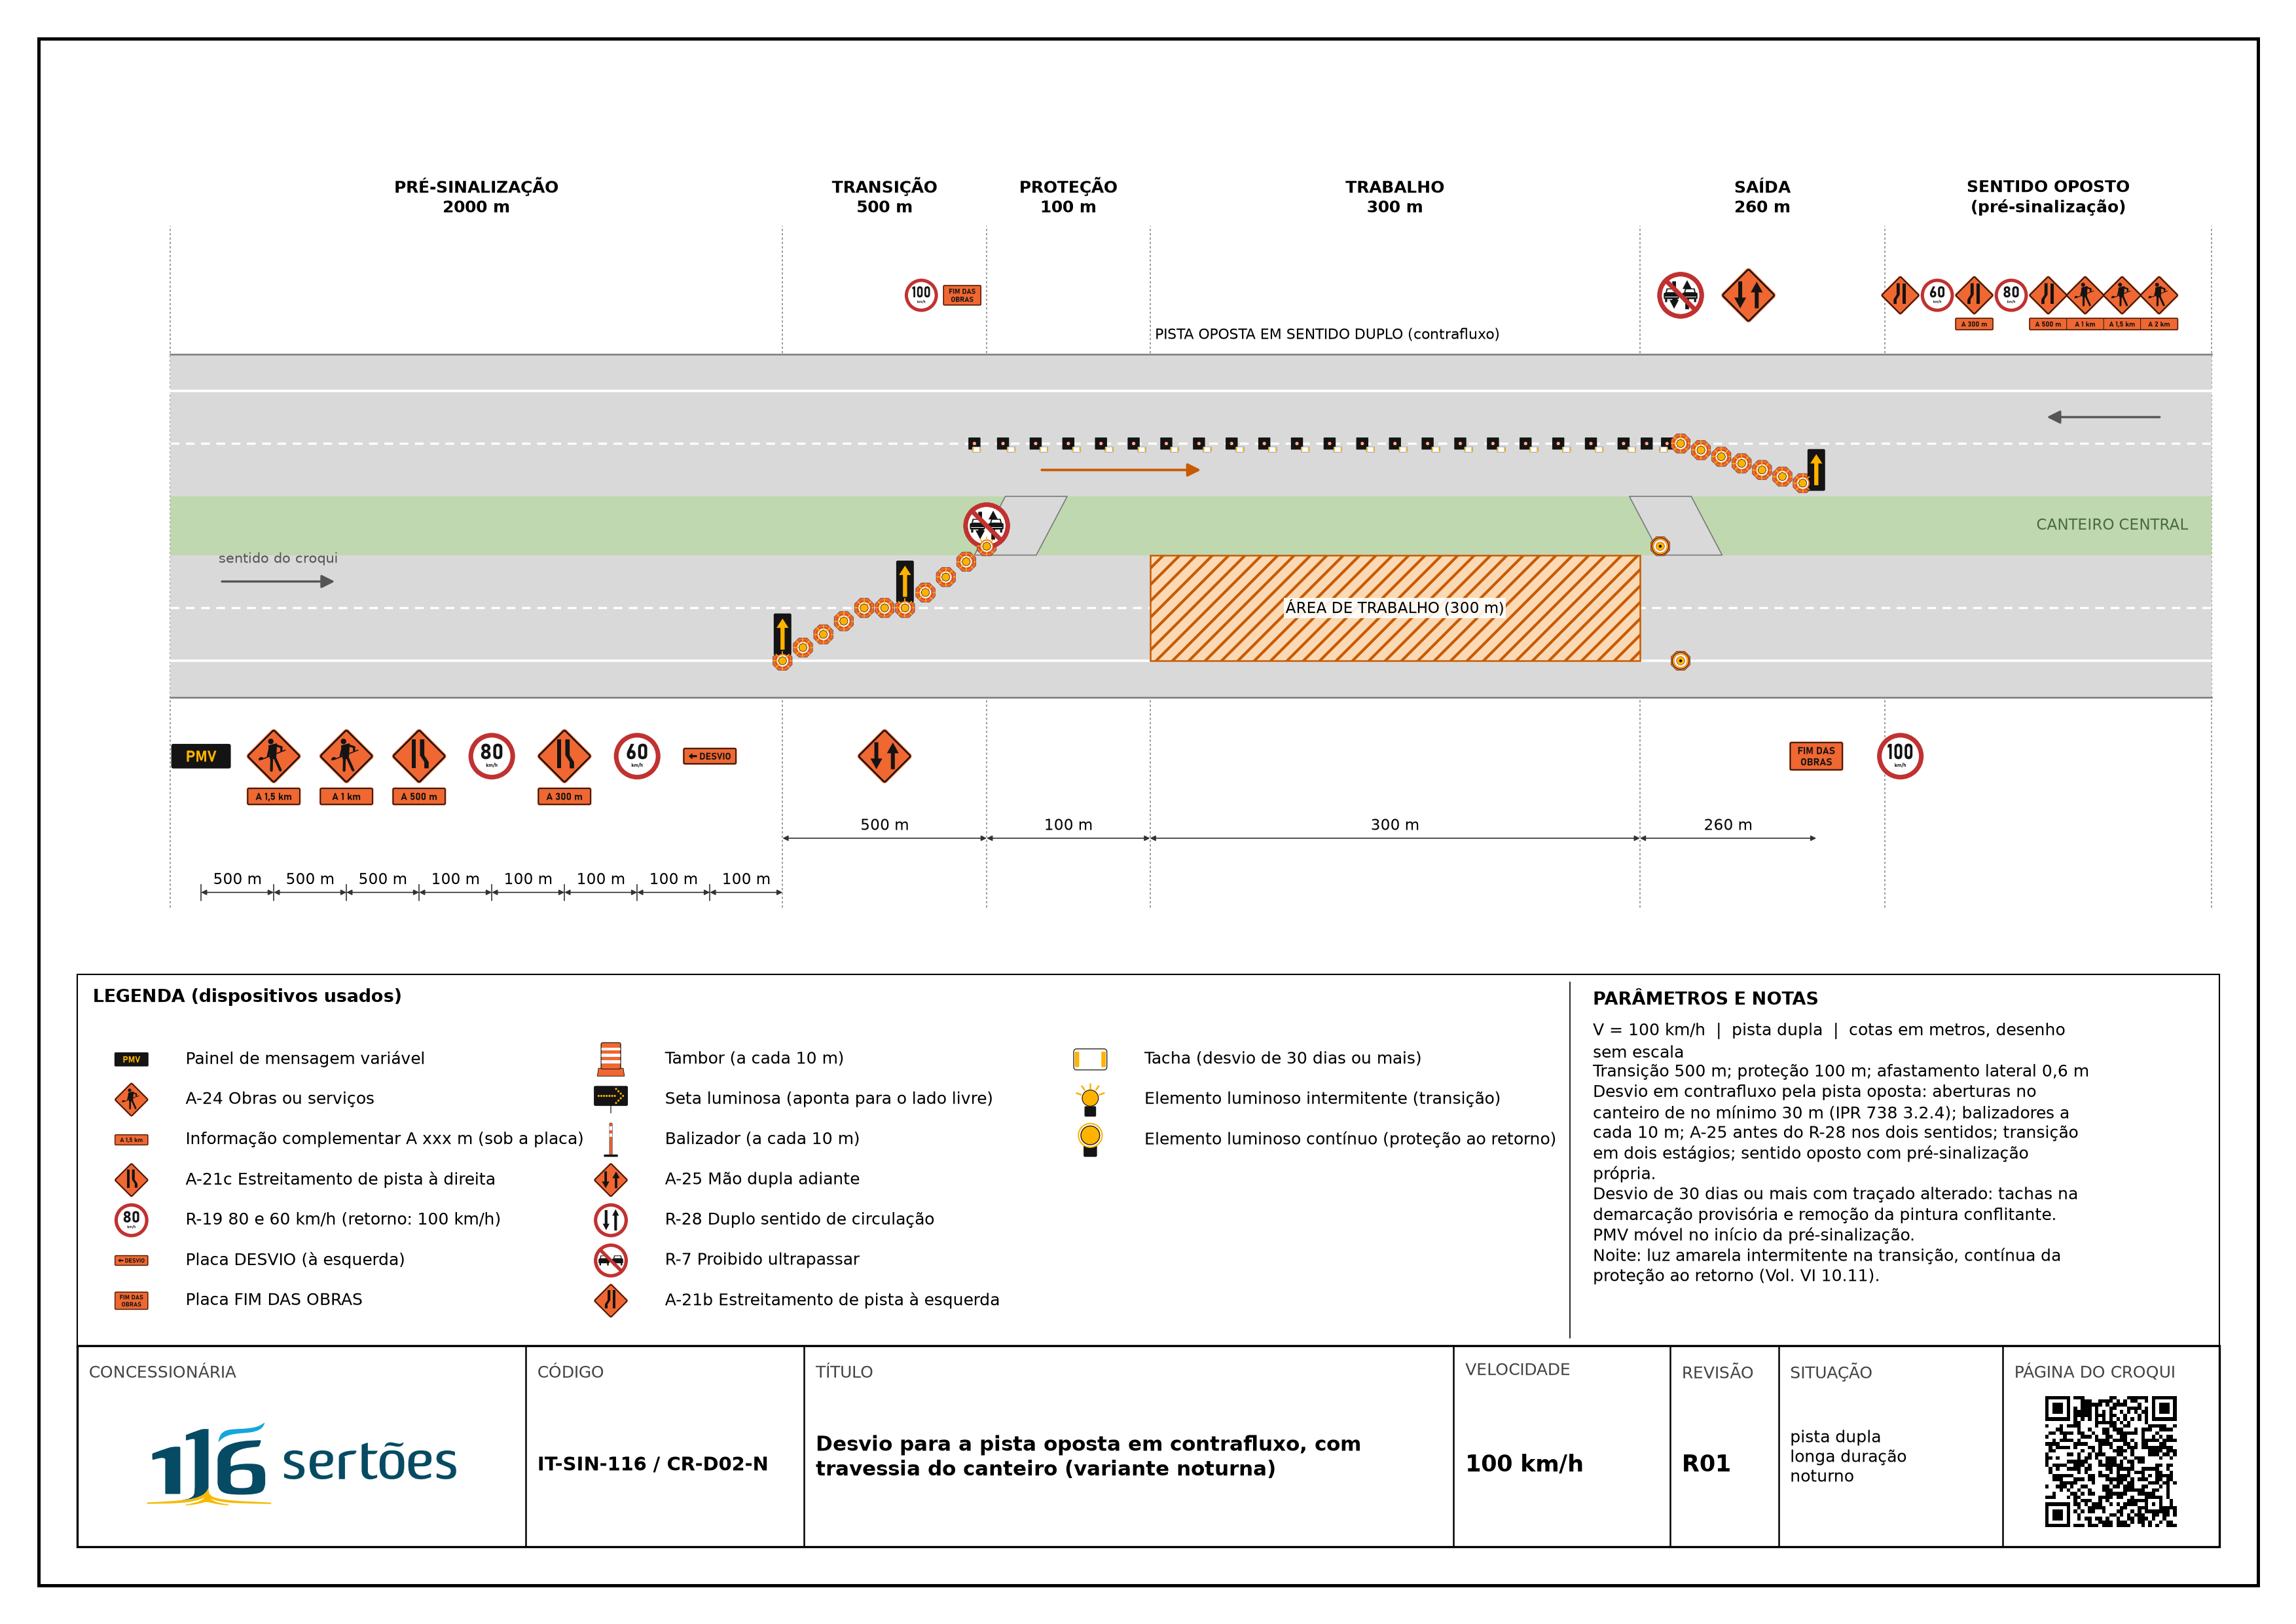 PRÉ-SINALIZAÇÃO
2000 m
TRANSIÇÃO
500 m
PROTEÇÃO
100 m
TRABALHO
300 m
SAÍDA
260 m
SENTIDO OPOSTO
(pré-sinalização)
100
km/h
FIM DAS
OBRAS
60
km/h
80
km/h
A 300 m
A 500 m
A 1 km
A 1,5 km
A 2 km
PISTA OPOSTA EM SENTIDO DUPLO (contrafluxo)
CANTEIRO CENTRAL
sentido do croqui
ÁREA DE TRABALHO (300 m)
PMV
80
km/h
60
km/h
DESVIO
FIM DAS
OBRAS
100
km/h
A 1,5 km
A 1 km
A 500 m
A 300 m
500 m
100 m
300 m
260 m
500 m
500 m
500 m
100 m
100 m
100 m
100 m
100 m
LEGENDA (dispositivos usados)
PMV
Painel de mensagem variável
A-24 Obras ou serviços
A 1,5 km
Informação complementar A xxx m (sob a placa)
A-21c Estreitamento de pista à direita
80
km/h
R-19 80 e 60 km/h (retorno: 100 km/h)
DESVIO
Placa DESVIO (à esquerda)
FIM DAS
OBRAS
Placa FIM DAS OBRAS
Tambor (a cada 10 m)
Seta luminosa (aponta para o lado livre)
Balizador (a cada 10 m)
A-25 Mão dupla adiante
R-28 Duplo sentido de circulação
R-7 Proibido ultrapassar
A-21b Estreitamento de pista à esquerda
Tacha (desvio de 30 dias ou mais)
Elemento luminoso intermitente (transição)
Elemento luminoso contínuo (proteção ao retorno)
PARÂMETROS E NOTAS
V = 100 km/h | pista dupla | cotas em metros, desenho
sem escala
Transição 500 m; proteção 100 m; afastamento lateral 0,6 m
Desvio em contrafluxo pela pista oposta: aberturas no
canteiro de no mínimo 30 m (IPR 738 3.2.4); balizadores a
cada 10 m; A-25 antes do R-28 nos dois sentidos; transição
em dois estágios; sentido oposto com pré-sinalização
própria.
Desvio de 30 dias ou mais com traçado alterado: tachas na
demarcação provisória e remoção da pintura conflitante.
PMV móvel no início da pré-sinalização.
Noite: luz amarela intermitente na transição, contínua da
proteção ao retorno (Vol. VI 10.11).
CONCESSIONÁRIA
116 sertões
CÓDIGO
IT-SIN-116 / CR-D02-N
TÍTULO
Desvio para a pista oposta em contrafluxo, com
travessia do canteiro (variante noturna)
VELOCIDADE
100 km/h
REVISÃO
R01
SITUAÇÃO
pista dupla
longa duração
noturno
PÁGINA DO CROQUI